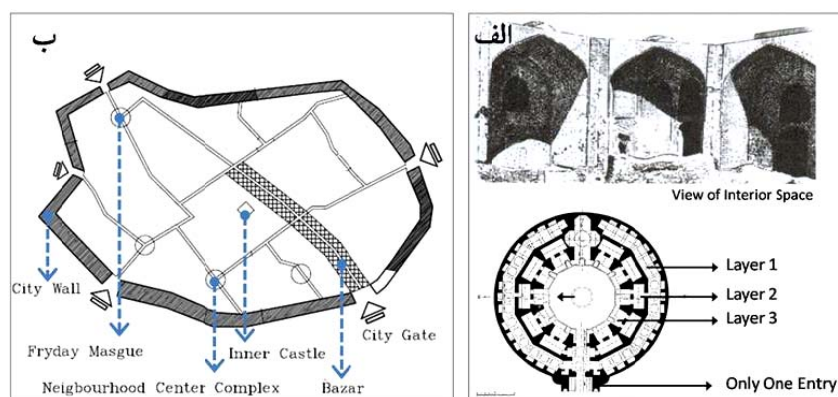 ب
City Wall
City Gate
Fryday Masgue
Inner Castle
Neigbourhood Center Complex
Bazar
الف
View of Interior Space
Layer 1
Layer 2
Layer 3
Only One Entry